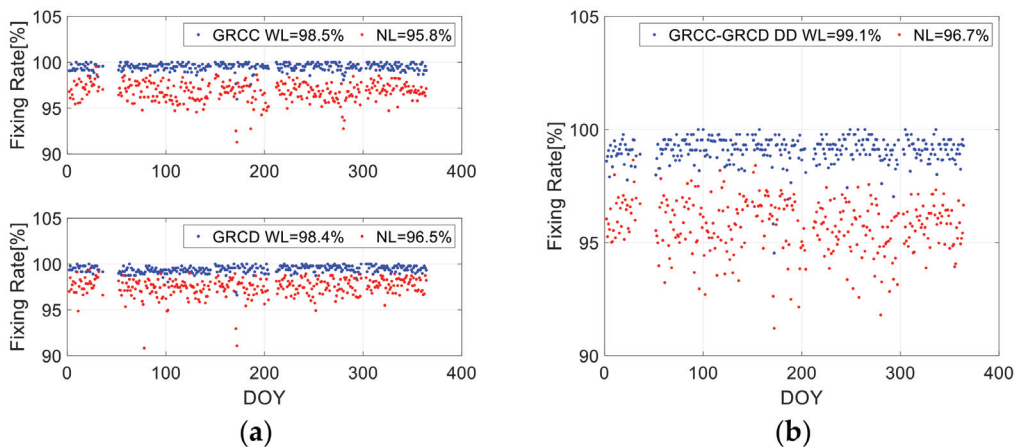 105
100
95
90
Fixing Rate[%]
GRCC WL=98.5% NL=95.8%
0 100 200 300 400
105
100
95
90
Fixing Rate[%]
GRCD WL=98.4% NL=96.5%
0 100 200 300 400
DOY
(a)
105
100
95
90
Fixing Rate[%]
GRCC-GRCD DD WL=99.1% NL=96.7%
0 100 200 300 400
DOY
(b)